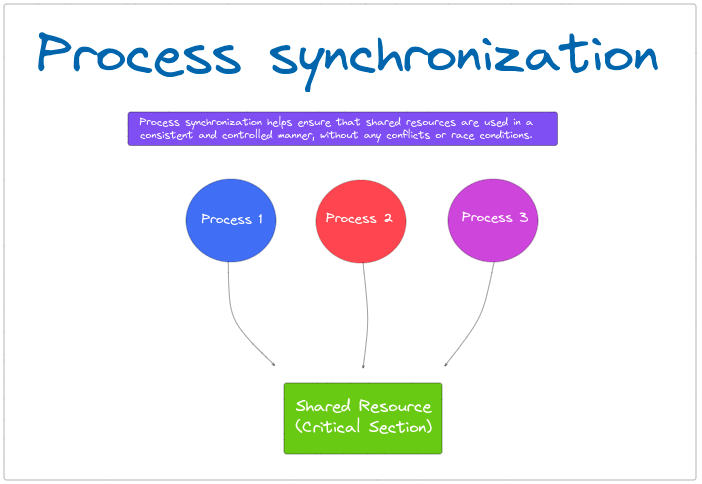 Process synchronization
Process synchronization helps ensure that shared resources are used in a
consistent and controlled manner, without any conflicts or race conditions.
Process 1
Process 2
Process 3
Shared Resource
(Critical Section)